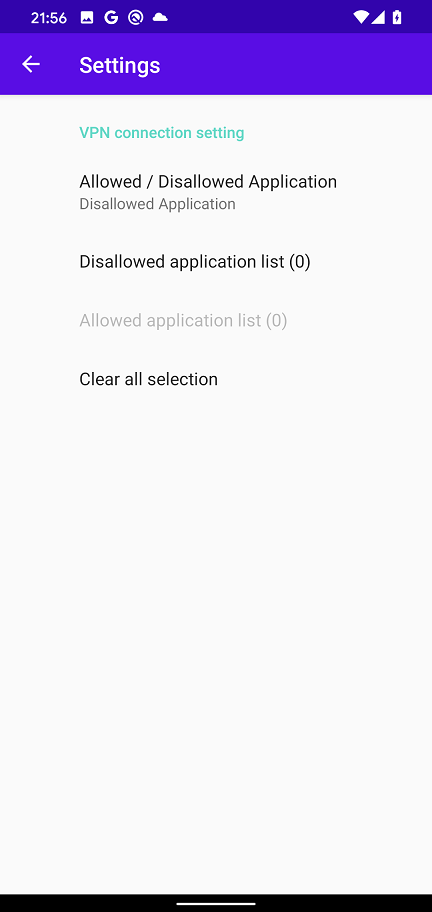 21:56
Settings
VPN connection setting
Allowed / Disallowed Application
Disallowed Application
Disallowed application list (0)
Allowed application list (0)
Clear all selection